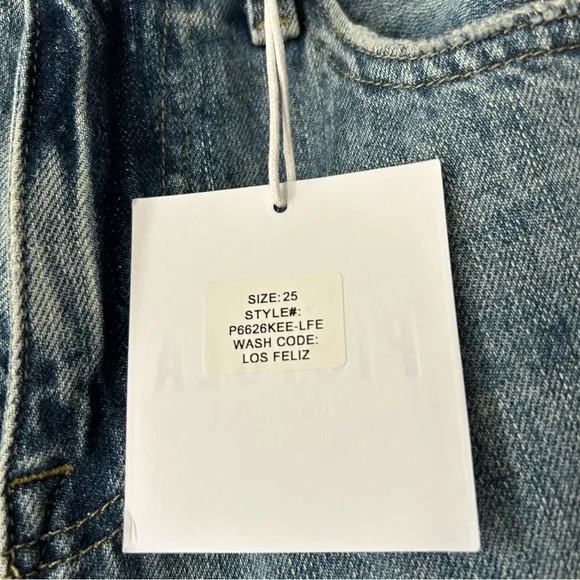 SIZE: 25
STYLE#:
P6626KEE-LFE
WASH CODE:
LOS FELIZ